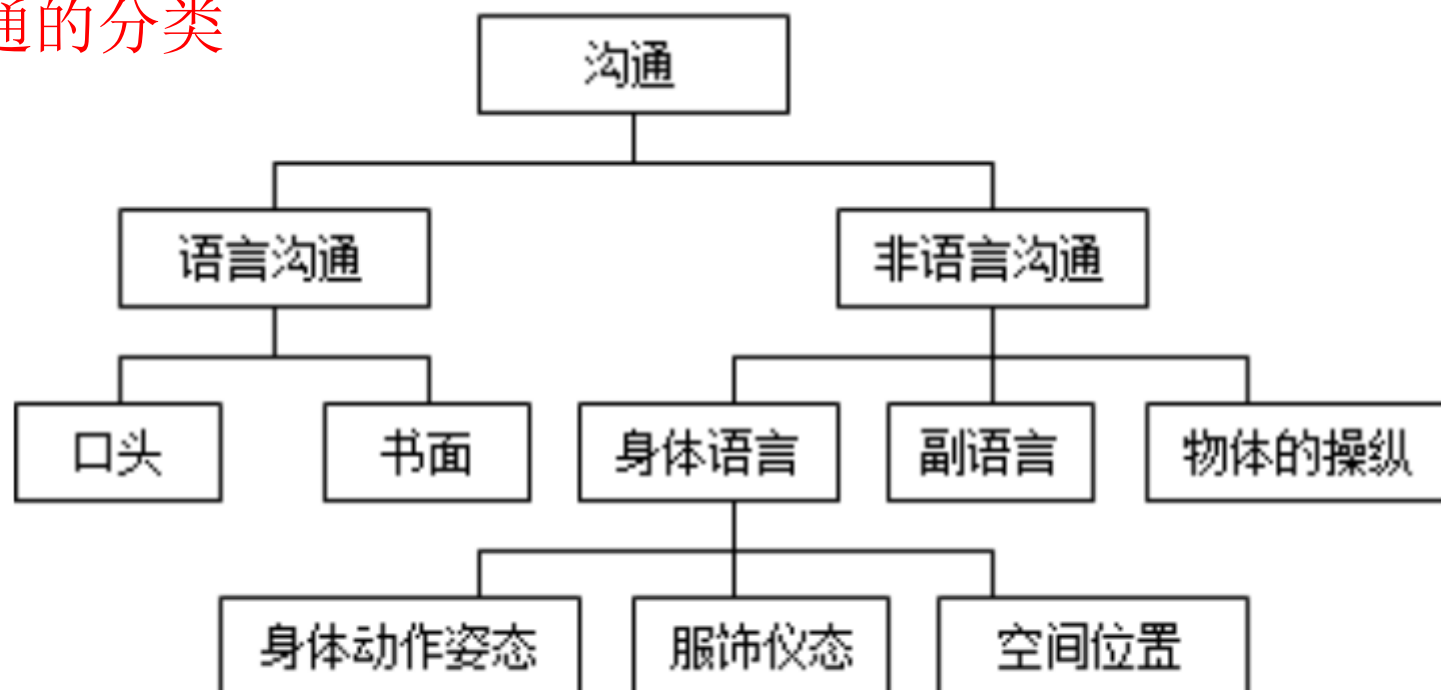 通的分类
沟通
语言沟通 非语言沟通
口头 书面 身体语言 副语言 物体的操纵
身体动作姿态 服饰仪态 空间位置